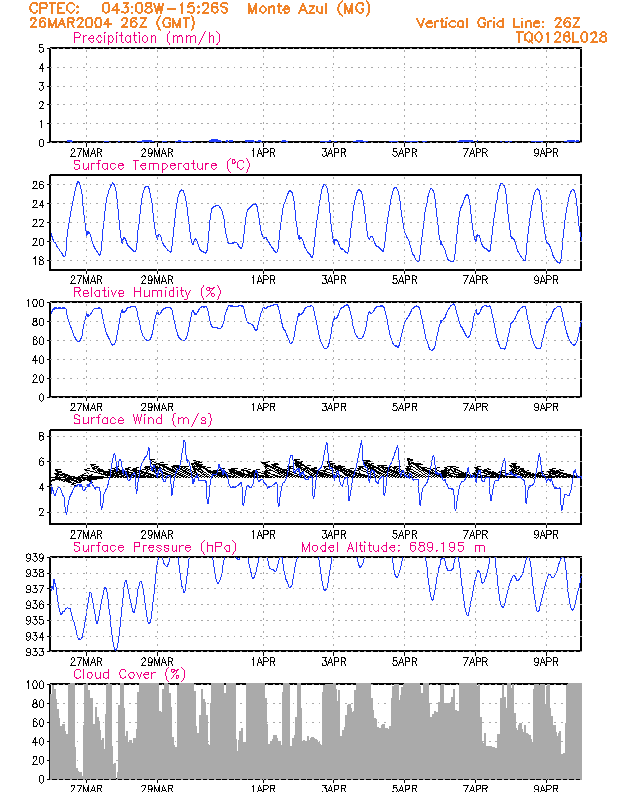 CPTEC: 043:08W-15:26S Monte Azul (MG)
26MAR2004 26Z (GMT) Vertical Grid Line: 26Z
Precipitation (mm/h) TQ0126L028
5
4
3
2
1
0
27MAR 29MAR 1APR 3APR 5APR 7APR 9APR
Surface Temperature (°C)
26
24
22
20
18
27MAR 29MAR 1APR 3APR 5APR 7APR 9APR
Relative Humidity (%)
100
80
60
40
20
0
27MAR 29MAR 1APR 3APR 5APR 7APR 9APR
Surface Wind (m/s)
8
6
4
2
27MAR 29MAR 1APR 3APR 5APR 7APR 9APR
Surface Pressure (hPa) Model Altitude: 689.195 m
939
938
937
936
935
934
933
27MAR 29MAR 1APR 3APR 5APR 7APR 9APR
Cloud Cover (%)
100
80
60
40
20
0
27MAR 29MAR 1APR 3APR 5APR 7APR 9APR